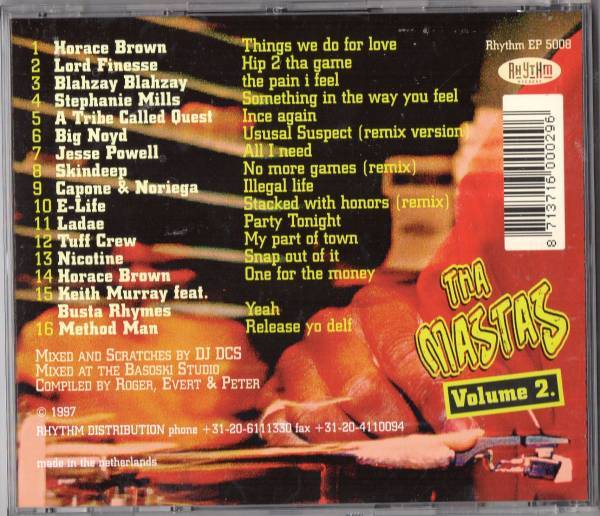 1 Horace Brown Things we do for love
2 Lord Finesse Hip 2 tha game
3 Blahzay Blahzay the pain i feel
4 Stephanie Mills Something in the way you feel
5 A Tribe Called Quest Ince again
6 Big Noyd Ususal Suspect (remix version)
7 Jesse Powell All I need
8 Skindeep No more games (remix)
9 Capone & Noriega Illegal life
10 E-Life Stacked with honors (remix)
11 Ladae Party Tonight
12 Tuff Crew My part of town
13 Nicotine Snap out of it
14 Horace Brown One for the money
15 Keith Murray feat.
Busta Rhymes Yeah
16 Method Man Release yo delf
Mixed and Scratches by DJ DCS
Mixed at the Basoski Studio
Compiled by Roger, Evert & Peter
© 1997
RHYTHM DISTRIBUTION phone +31-20-6111330 fax +31-20-4110094
made in the netherlands
Rhythm EP 5008
RHYTHM
RECORDS
8 713716 000296
THA
MASTAS
Volume 2.